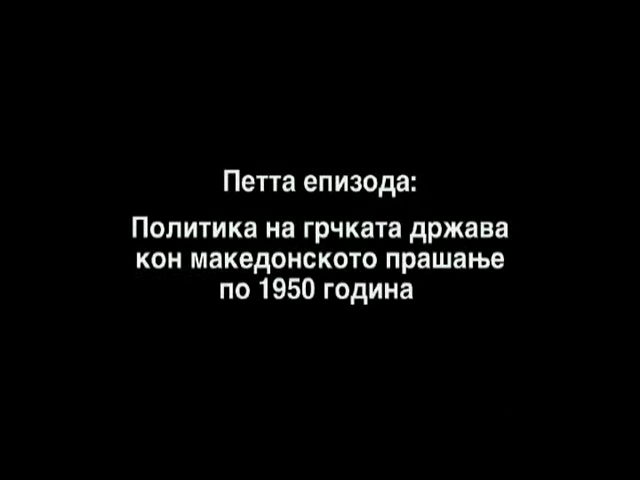 Петта епизода:
Политика на грчката држава
кон македонското прашање
по 1950 година